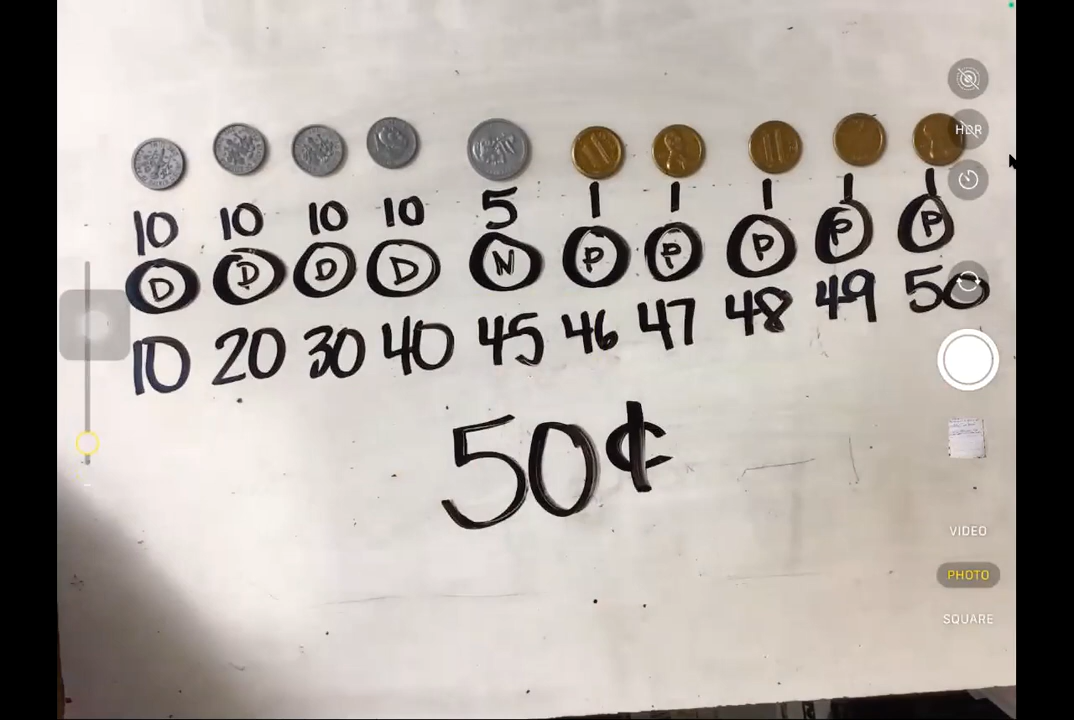 10 10 10 10 5 1 1 1 1 1
D D D D N P P P P P
10 20 30 40 45 46 47 48 49 50
50¢
HDR
VIDEO
PHOTO
SQUARE